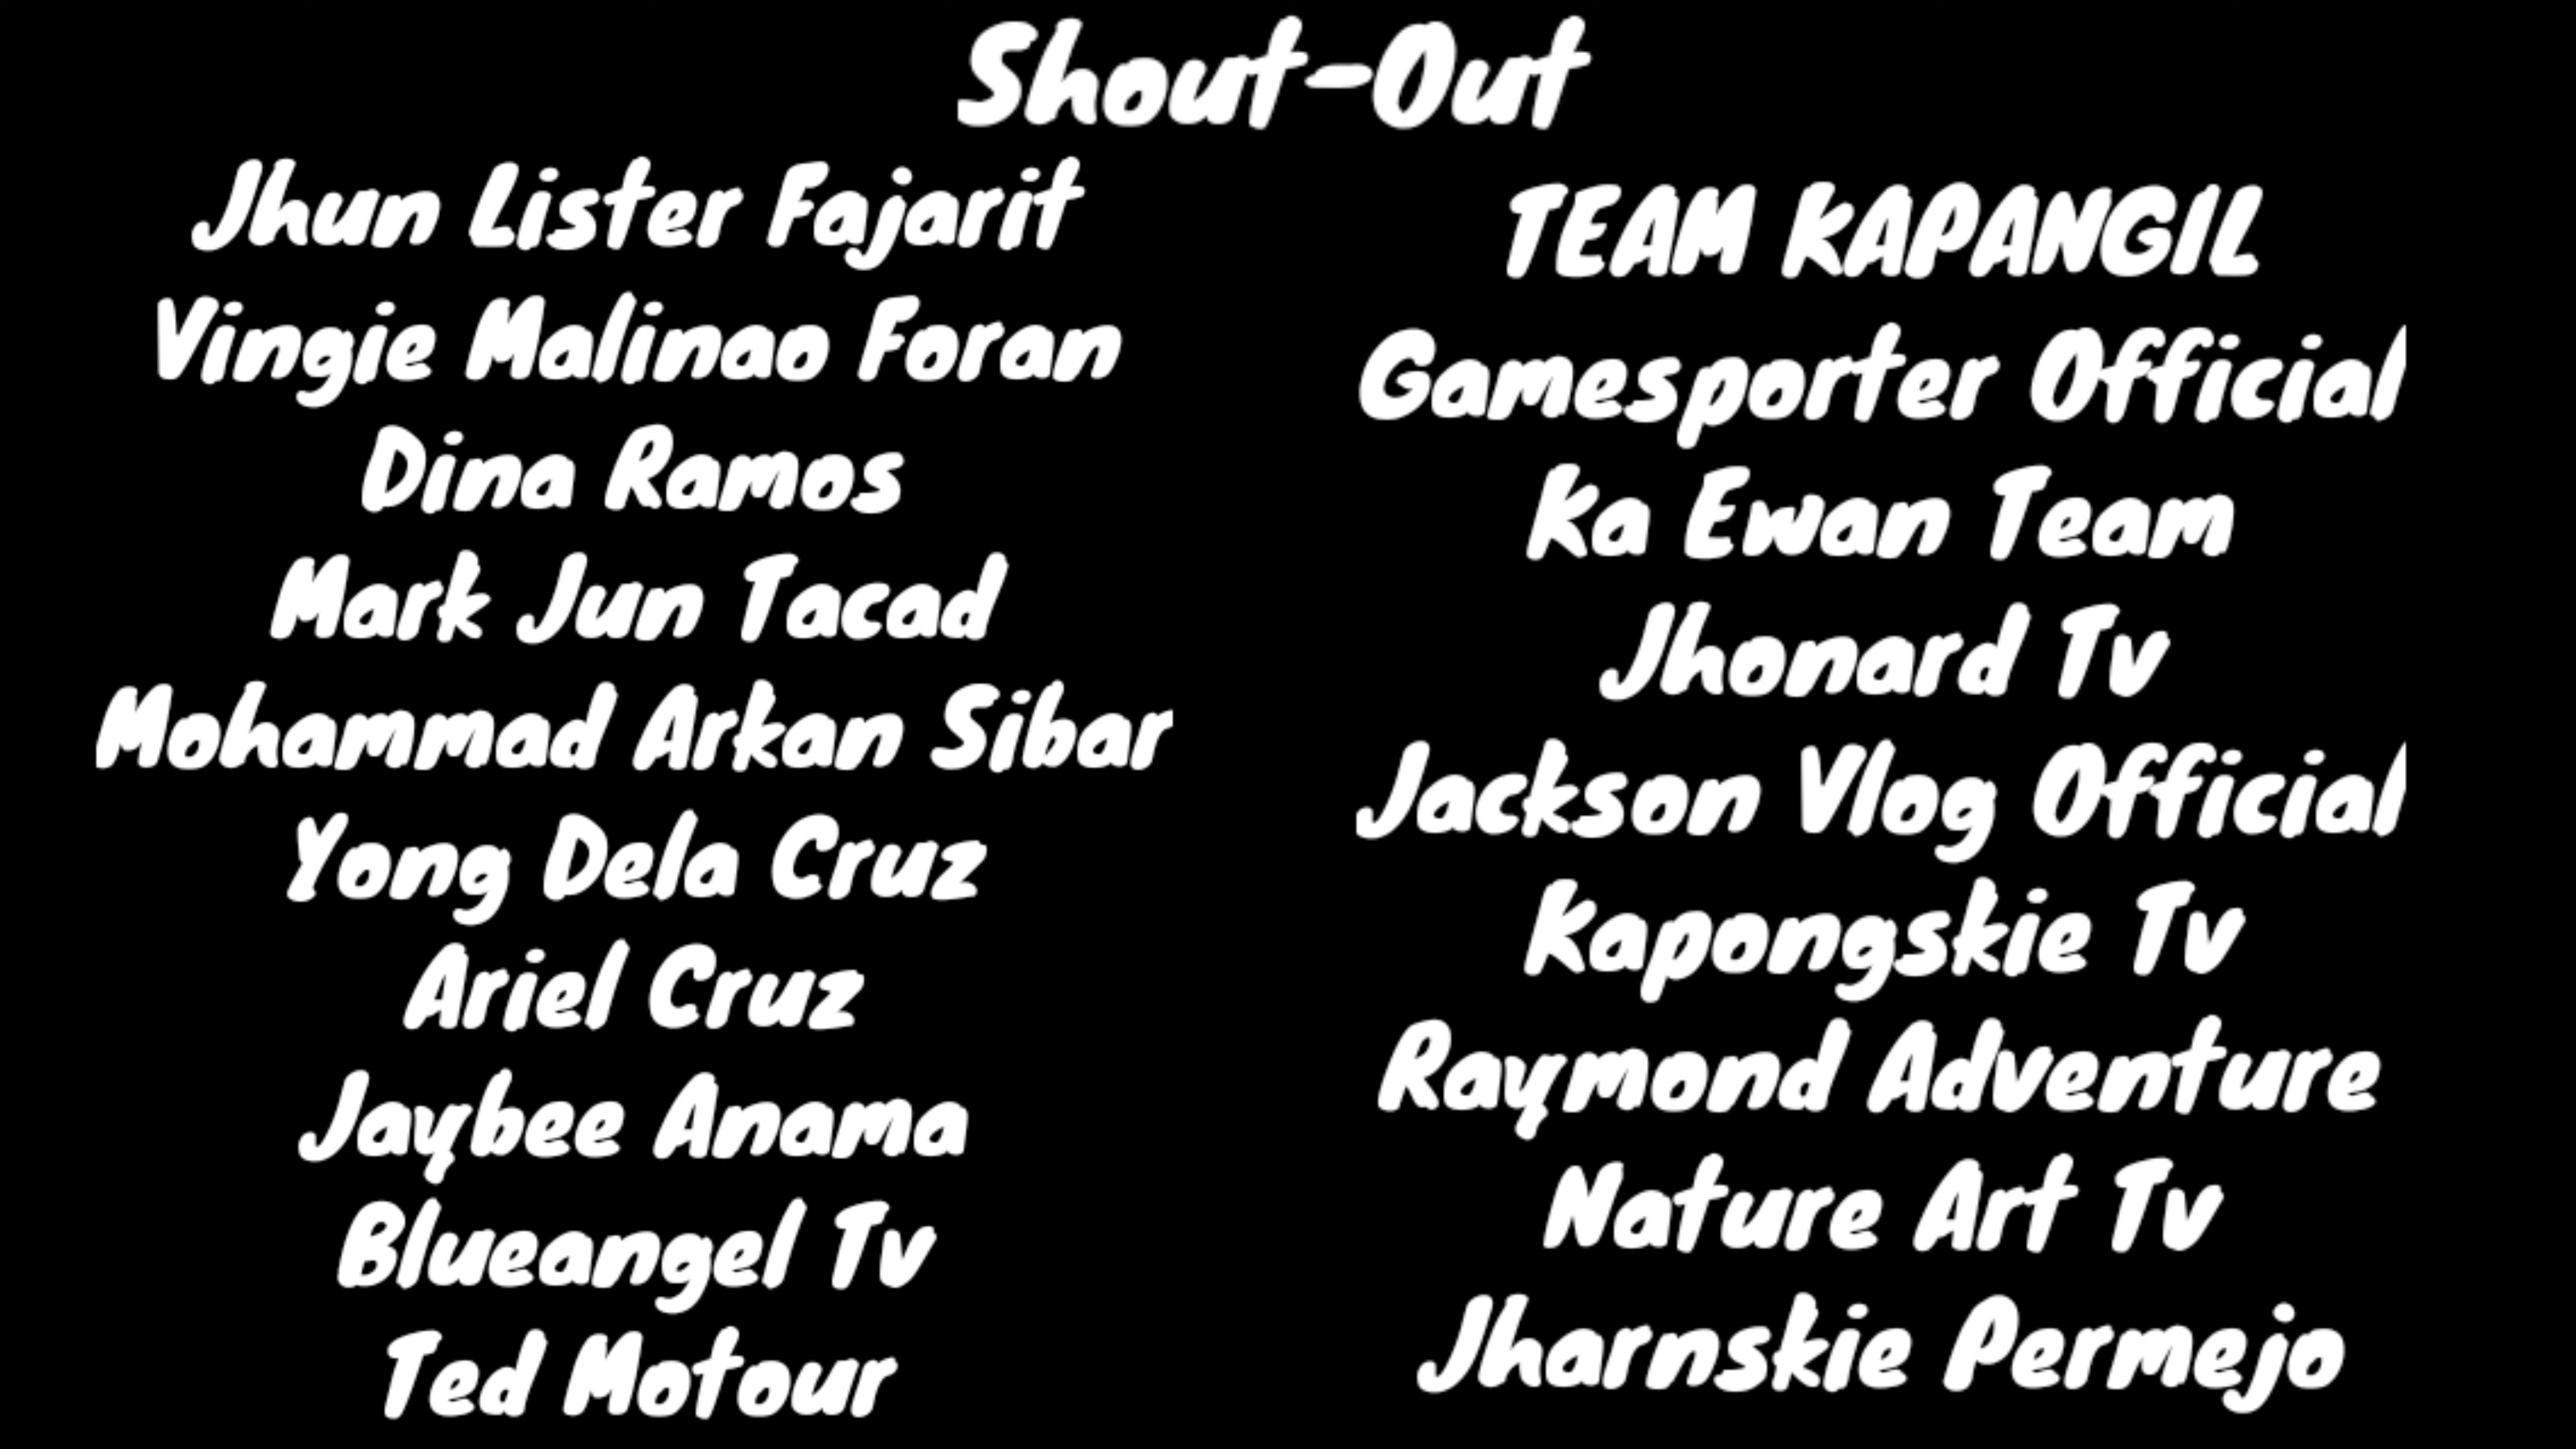 Shout-Out
Jhun Lister Fajarit
Vingie Malinao Foran
Dina Ramos
Mark Jun Tacad
Mohammad Arkan Sibar
Yong Dela Cruz
Ariel Cruz
Jaybee Anama
Blueangel Tv
Ted Motour
TEAM KAPANGIL
Gamesporter Official
Ka Ewan Team
Jhonard Tv
Jackson Vlog Official
Kapongskie Tv
Raymond Adventure
Nature Art Tv
Jharnskie Permejo